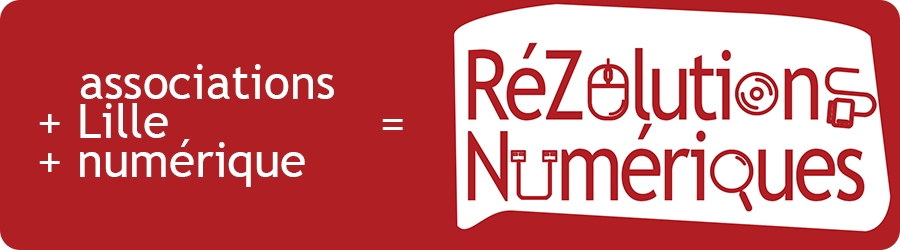 associations
+ Lille
+ numérique
=
RéZolutions
Numériques